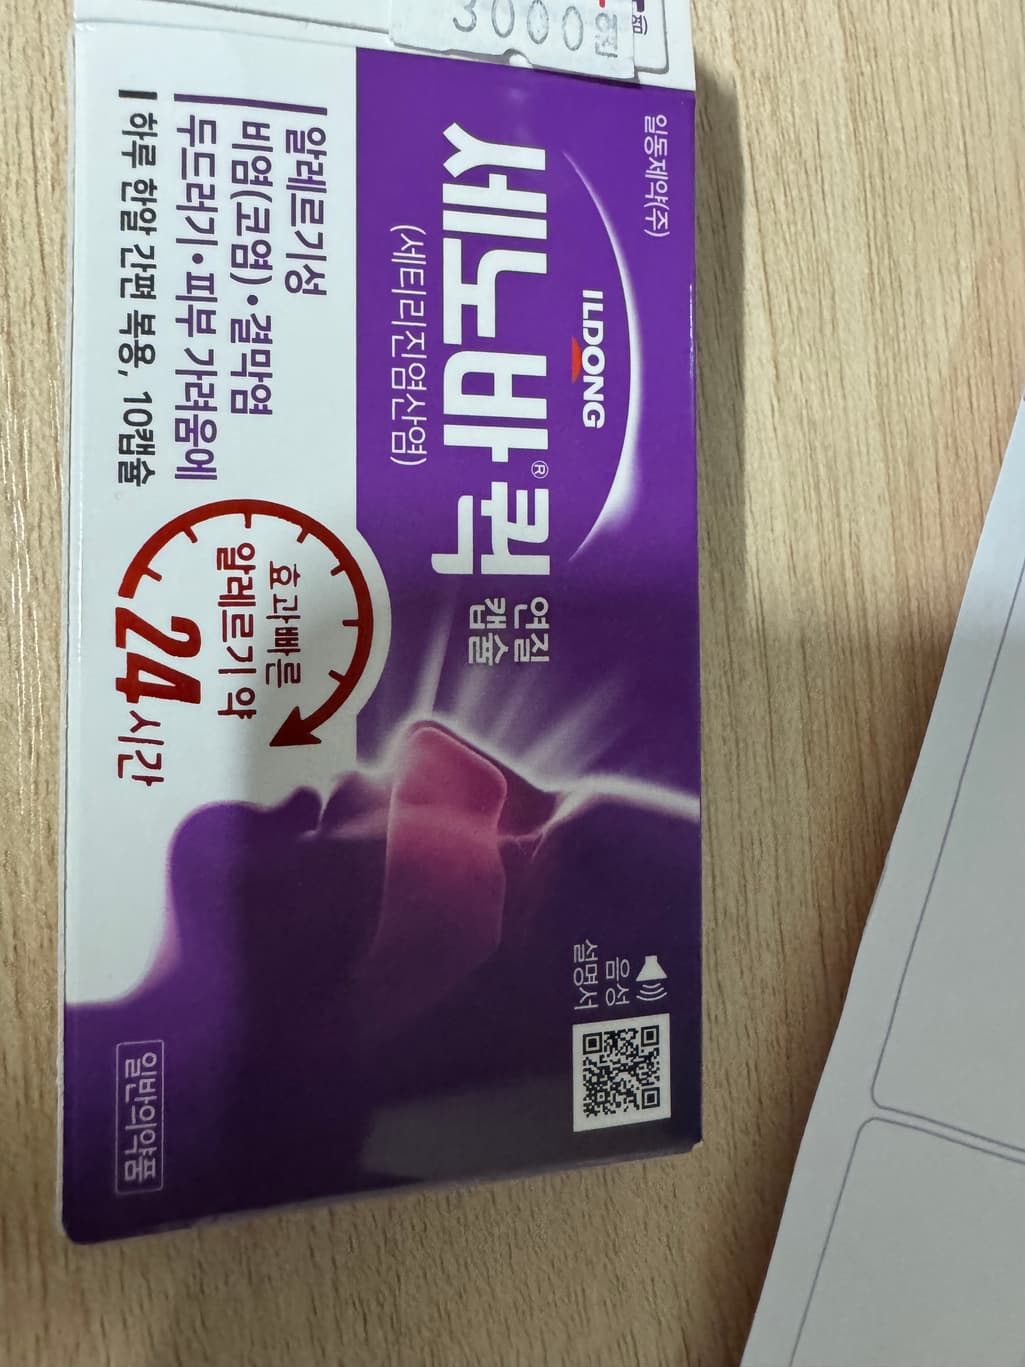 3000원
일동제약(주)
ILDONG
세노바®퀵
연질
캡슐
(세티리진염산염)
알레르기성
비염(코염)•결막염
두드러기•피부 가려움에
하루 한알 간편 복용, 10캡슐
효과빠른
알레르기 약
24시간
음성
설명서
일반의약품